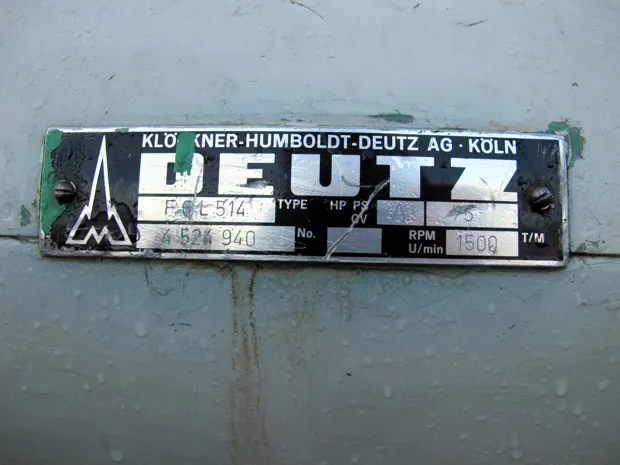 KLÖCKNER-HUMBOLDT-DEUTZ AG · KÖLN
DEUTZ
F 6 L 514 TYPE HP PS CV A 5
4 524 940 No. RPM U/min 1500 T/M